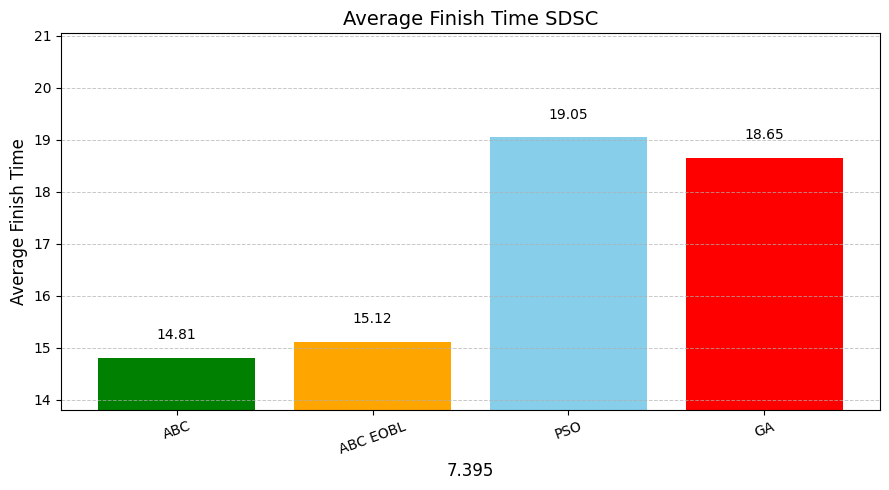 Average Finish Time SDSC
Average Finish Time
21
20
19
18
17
16
15
14
14.81
15.12
19.05
18.65
ABC
ABC EOBL
PSO
GA
7.395